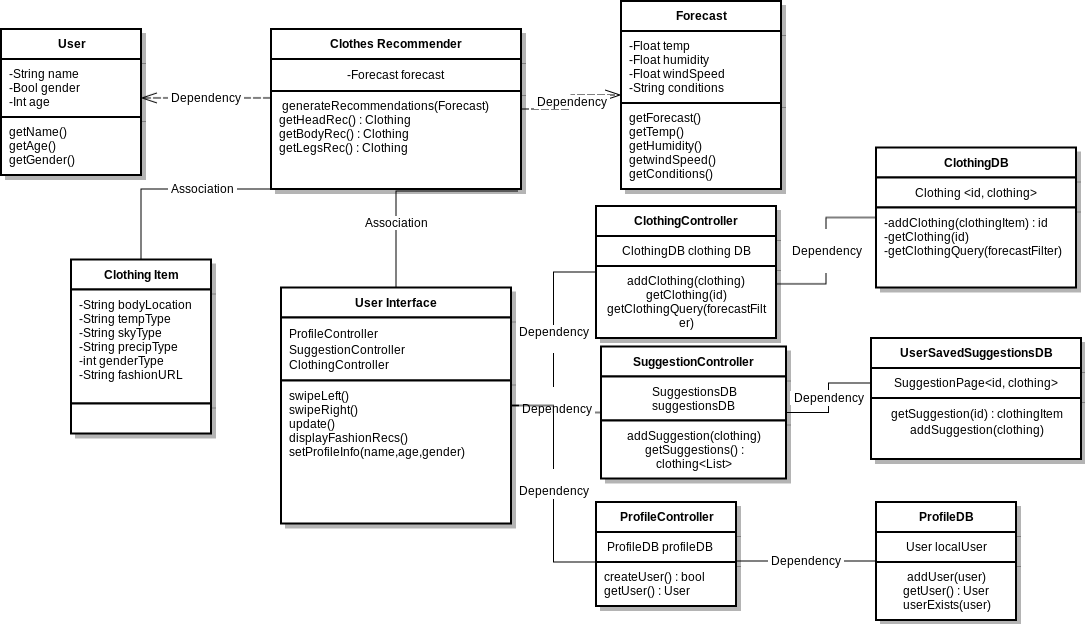 User
-String name
-Bool gender
-Int age
getName()
getAge()
getGender()
Dependency
Clothes Recommender
-Forecast forecast
generateRecommendations(Forecast)
getHeadRec() : Clothing
getBodyRec() : Clothing
getLegsRec() : Clothing
Dependency
Forecast
-Float temp
-Float humidity
-Float windSpeed
-String conditions
getForecast()
getTemp()
getHumidity()
getwindSpeed()
getConditions()
Association
Association
Clothing Item
-String bodyLocation
-String tempType
-String skyType
-String precipType
-int genderType
-String fashionURL
User Interface
ProfileController
SuggestionController
ClothingController
swipeLeft()
swipeRight()
update()
displayFashionRecs()
setProfileInfo(name,age,gender)
Dependency
Dependency
Dependency
ClothingController
ClothingDB clothing DB
addClothing(clothing)
getClothing(id)
getClothingQuery(forecastFilt
er)
Dependency
ClothingDB
Clothing <id, clothing>
-addClothing(clothingItem) : id
-getClothing(id)
-getClothingQuery(forecastFilter)
SuggestionController
SuggestionsDB
suggestionsDB
addSuggestion(clothing)
getSuggestions() :
clothing<List>
Dependency
UserSavedSuggestionsDB
SuggestionPage<id, clothing>
getSuggestion(id) : clothingItem
addSuggestion(clothing)
ProfileController
ProfileDB profileDB
createUser() : bool
getUser() : User
Dependency
ProfileDB
User localUser
addUser(user)
getUser() : User
userExists(user)